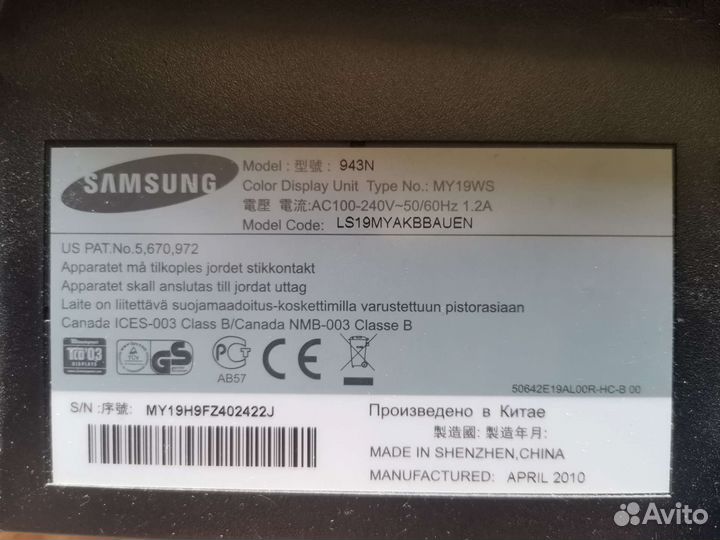 SAMSUNG
Model : 型號 : 943N
Color Display Unit Type No.: MY19WS
電壓 電流:AC100-240V~50/60Hz 1.2A
Model Code: LS19MYAKBBAUEN
US PAT.No.5,670,972
Apparatet må tilkoples jordet stikkontakt
Apparatet skall anslutas till jordat uttag
Laite on liitettävä suojamaadoitus-koskettimilla varustettuun pistorasiaan
Canada ICES-003 Class B/Canada NMB-003 Classe B
TCO'03
DISPLAYS
GS
CE
AB57
50642E19AL00R-HC-B 00
S/N :序號: MY19H9FZ402422J
Произведено в Китае
製造國: 製造年月:
MADE IN SHENZHEN,CHINA
MANUFACTURED: APRIL 2010
Avito